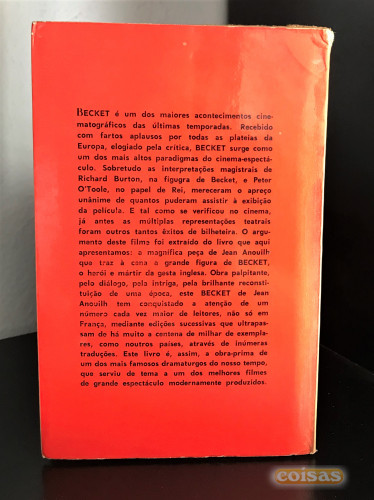 BECKET é um dos maiores acontecimentos cine-
matográficos das últimas temporadas. Recebido
com fartos aplausos por todas as plateias da
Europa, elogiado pela crítica, BECKET surge como
um dos mais altos paradigmas do cinema-espectá-
culo. Sobretudo as interpretações magistrais de
Richard Burton, na figugra de Becket, e Peter
O'Toole, no papel de Rei, mereceram o apreço
unânime de quantos puderam assistir à exibição
da película. E tal como se verificou no cinema,
já antes as múltiplas representações teatrais
foram outros tantos êxitos de bilheteira. O ar-
gumento deste filme foi extraído do livro que aqui
apresentamos: a magnífica peça de Jean Anouilh
que traz à cena a grande figura de BECKET,
o herói e mártir da gesta inglesa. Obra palpitante,
pelo diálogo, pela intriga, pela brilhante reconsti-
tuição de uma época, este BECKET de Jean
Anouilh tem conquistado a atenção de um
número cada vez maior de leitores, não só em
França, mediante edições sucessivas que ultrapas-
sam de há muito a centena de milhar de exempla-
res, como noutros países, através de inúmeras
traduções. Este livro é, assim, a obra-prima de
um dos mais famosos dramaturgos do nosso tempo,
que serviu de tema a um dos melhores filmes
de grande espectáculo modernamente produzidos.
coisas